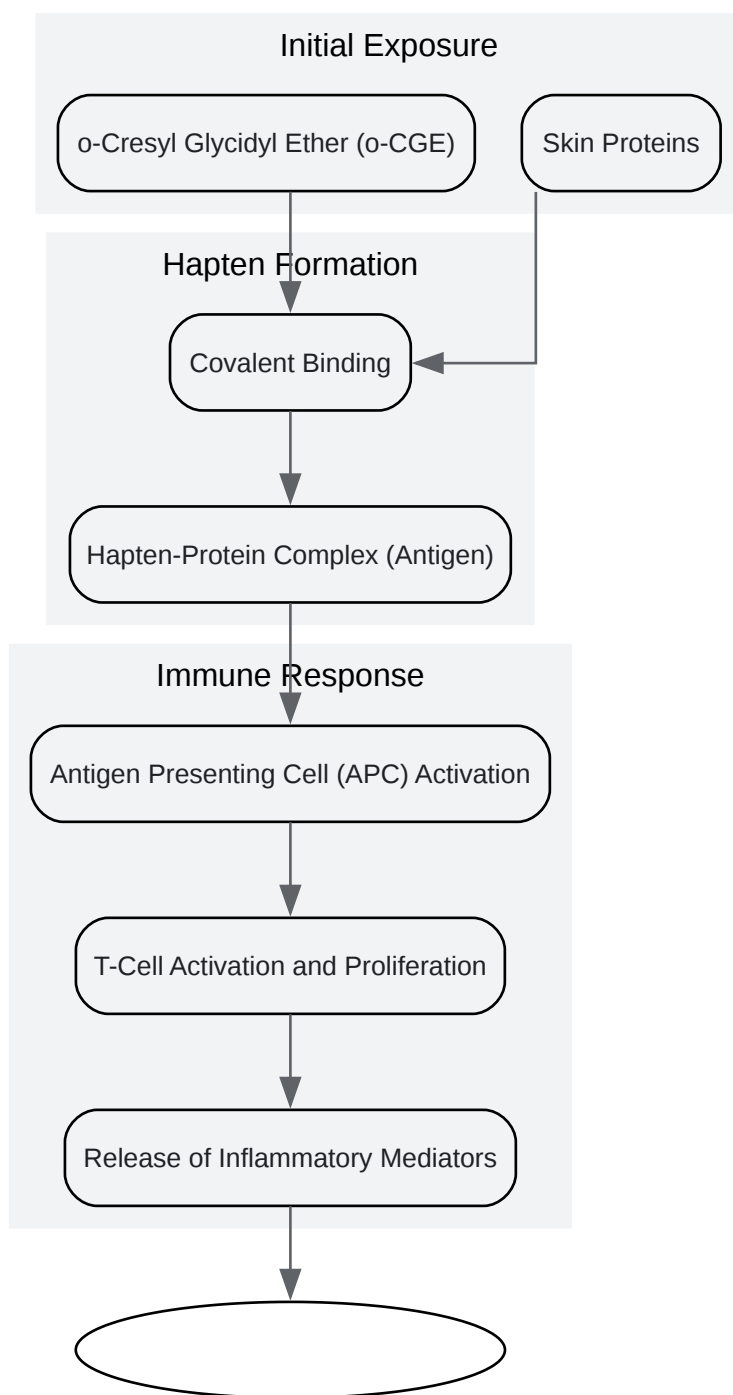 Initial Exposure
o-Cresyl Glycidyl Ether (o-CGE)
Skin Proteins
Hapten Formation
Covalent Binding
Hapten-Protein Complex (Antigen)
Immune Response
Antigen Presenting Cell (APC) Activation
T-Cell Activation and Proliferation
Release of Inflammatory Mediators